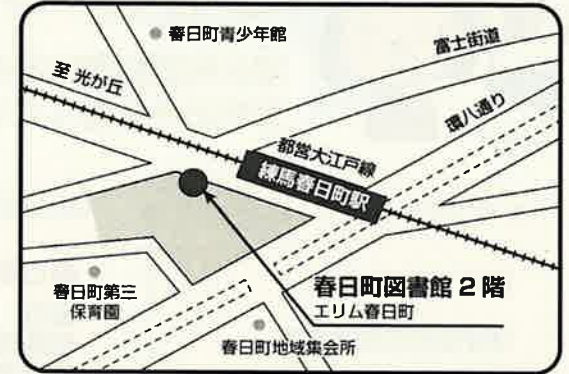 春日町青少年館
富士街道
至 光が丘
環八通り
都営大江戸線
練馬春日町駅
春日町図書館 2 階
エリム春日町
春日町第三
保育園
春日町地域集会所